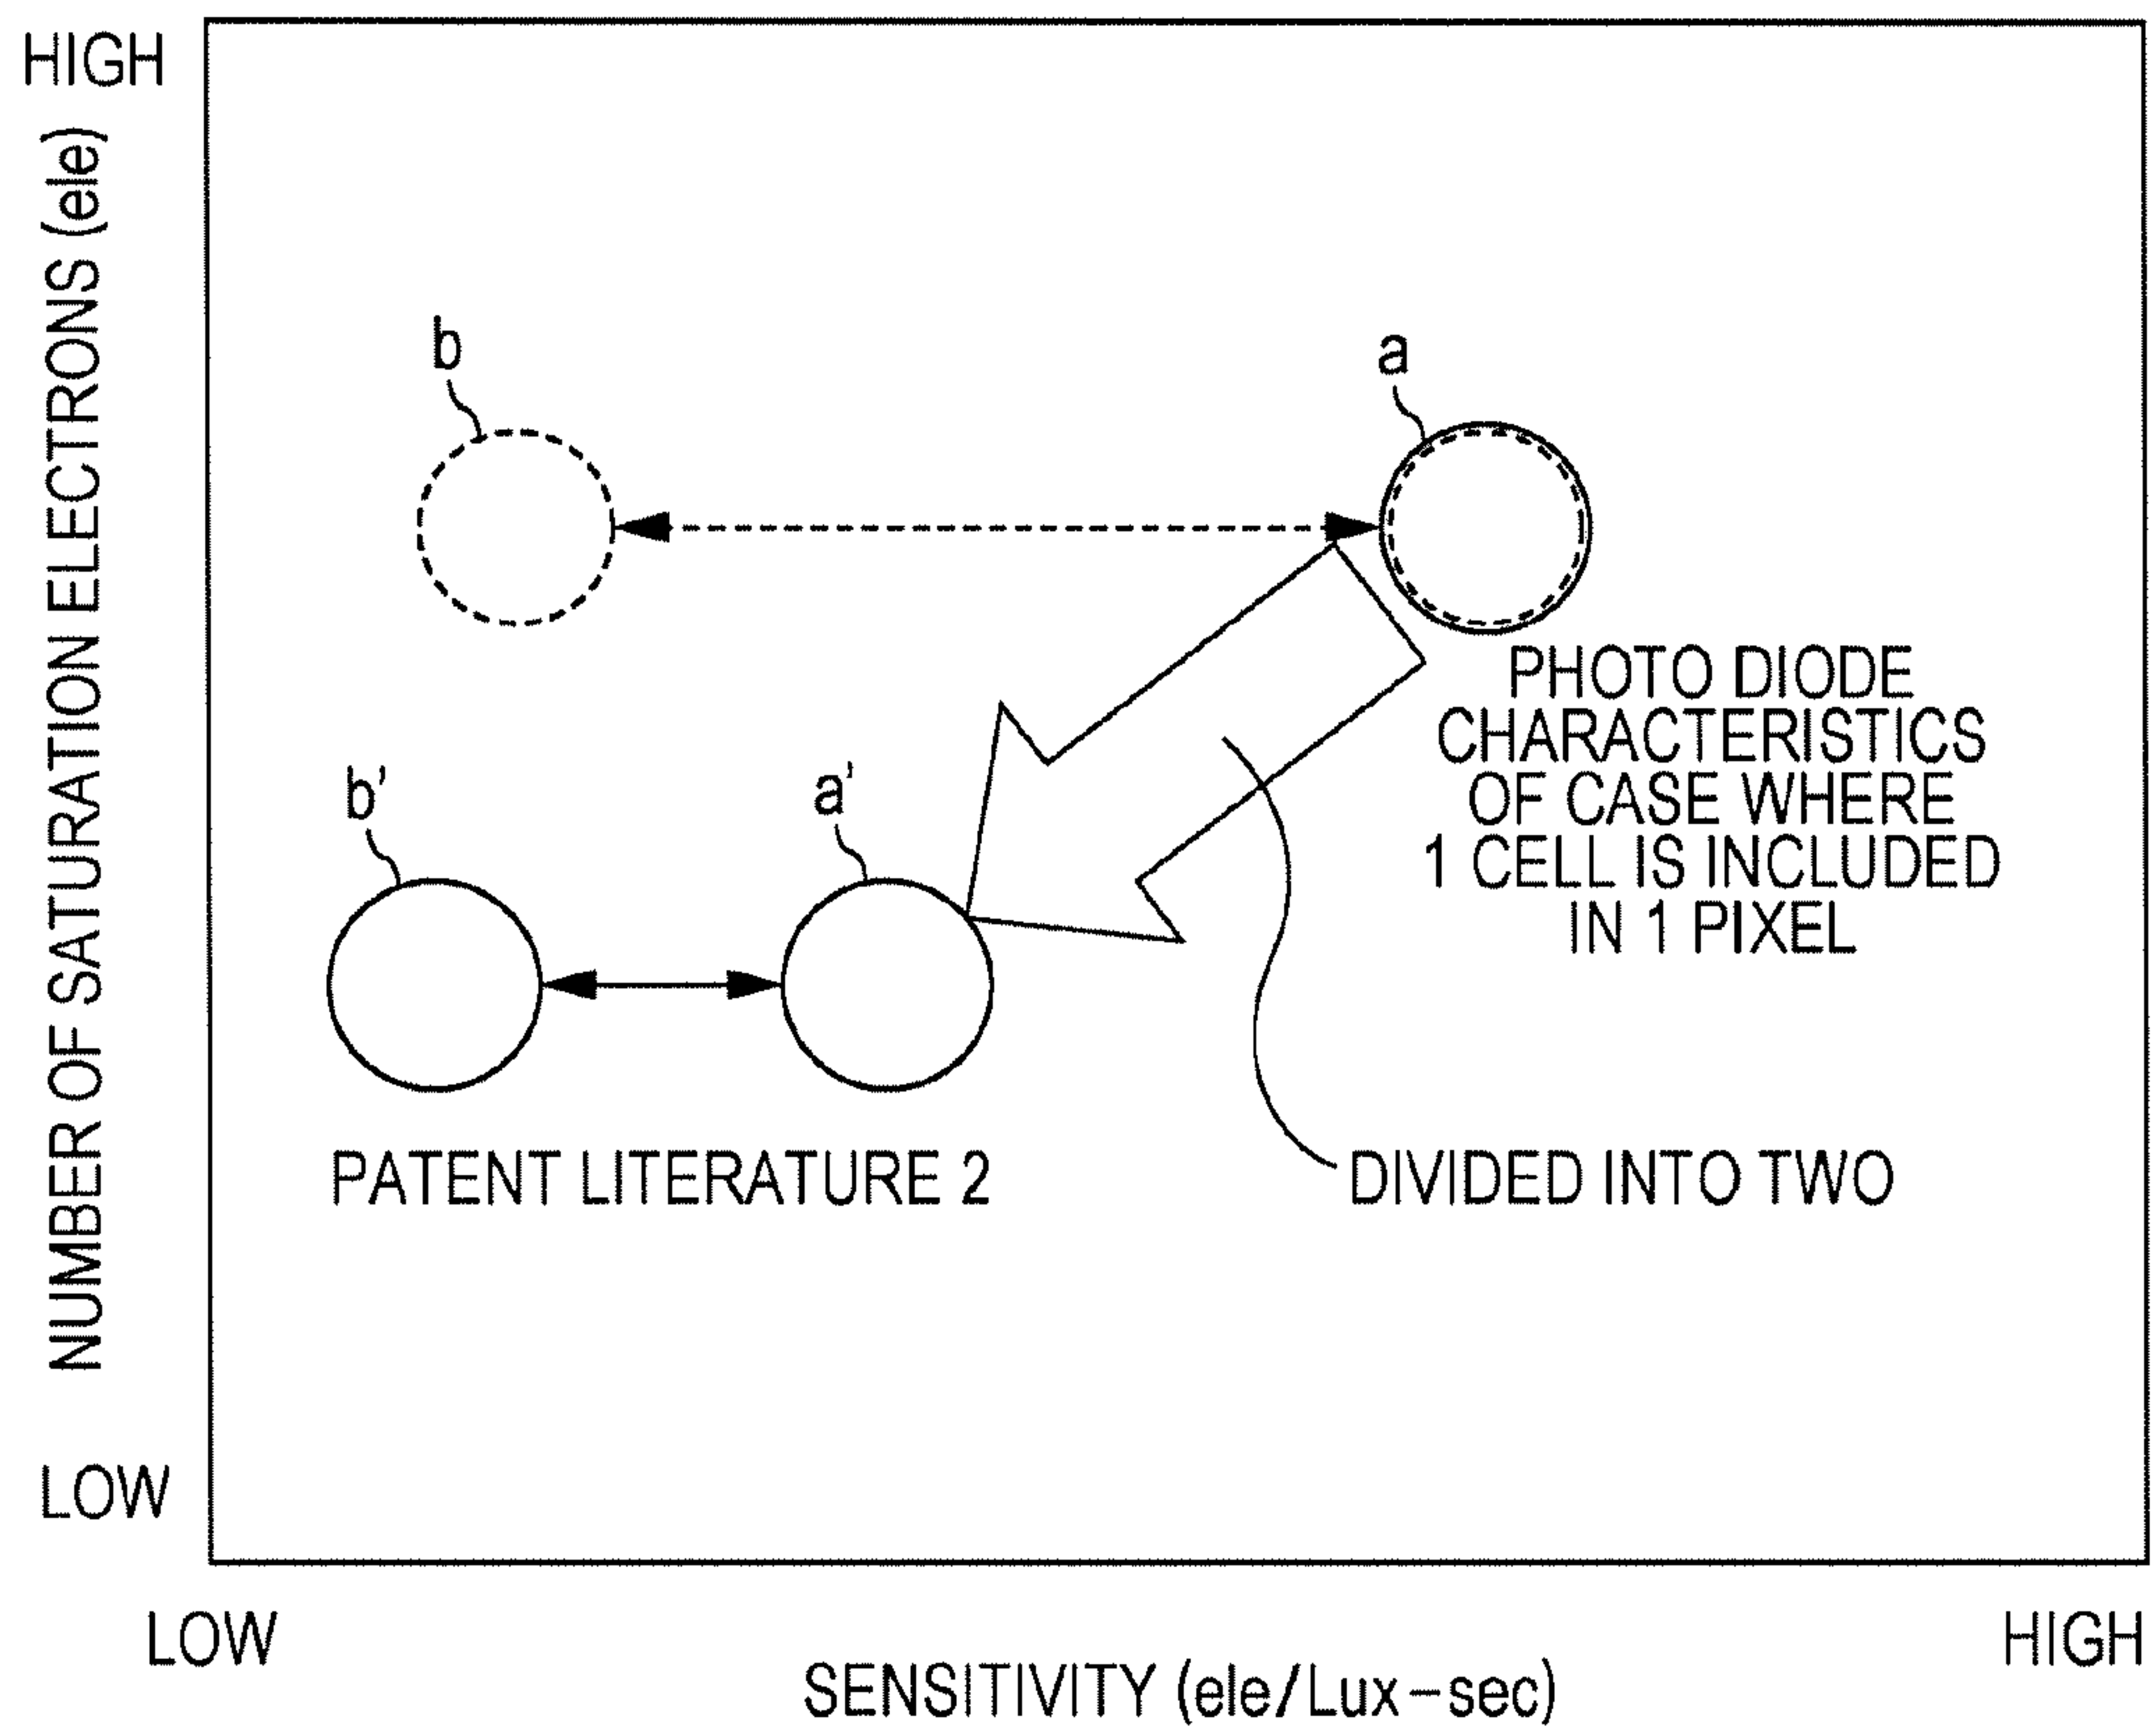 HIGH
NUMBER OF SATURATION ELECTRONS (ele)
LOW
b
a
PHOTO DIODE
CHARACTERISTICS
OF CASE WHERE
1 CELL IS INCLUDED
IN 1 PIXEL
b'
a'
PATENT LITERATURE 2
DIVIDED INTO TWO
LOW
HIGH
SENSITIVITY (ele/Lux-sec)